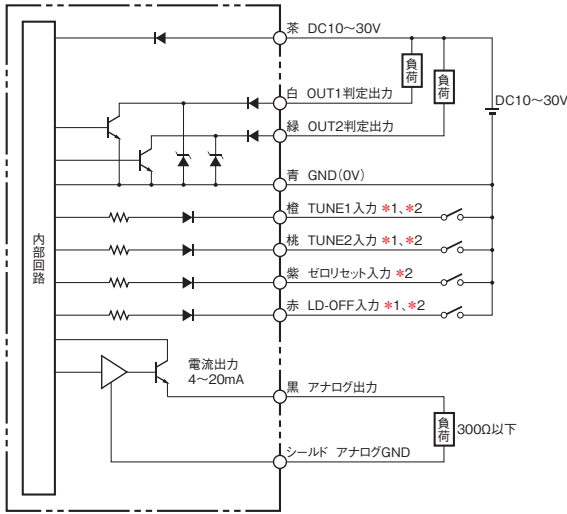 茶 DC10～30V
負荷
負荷
DC10～30V
白 OUT1判定出力
緑 OUT2判定出力
青 GND(0V)
橙 TUNE1入力 *1、*2
桃 TUNE2入力 *1、*2
紫 ゼロリセット入力 *2
赤 LD-OFF入力 *1、*2
内部回路
電流出力
4～20mA
黒 アナログ出力
負荷
300Ω以下
シールド アナログGND